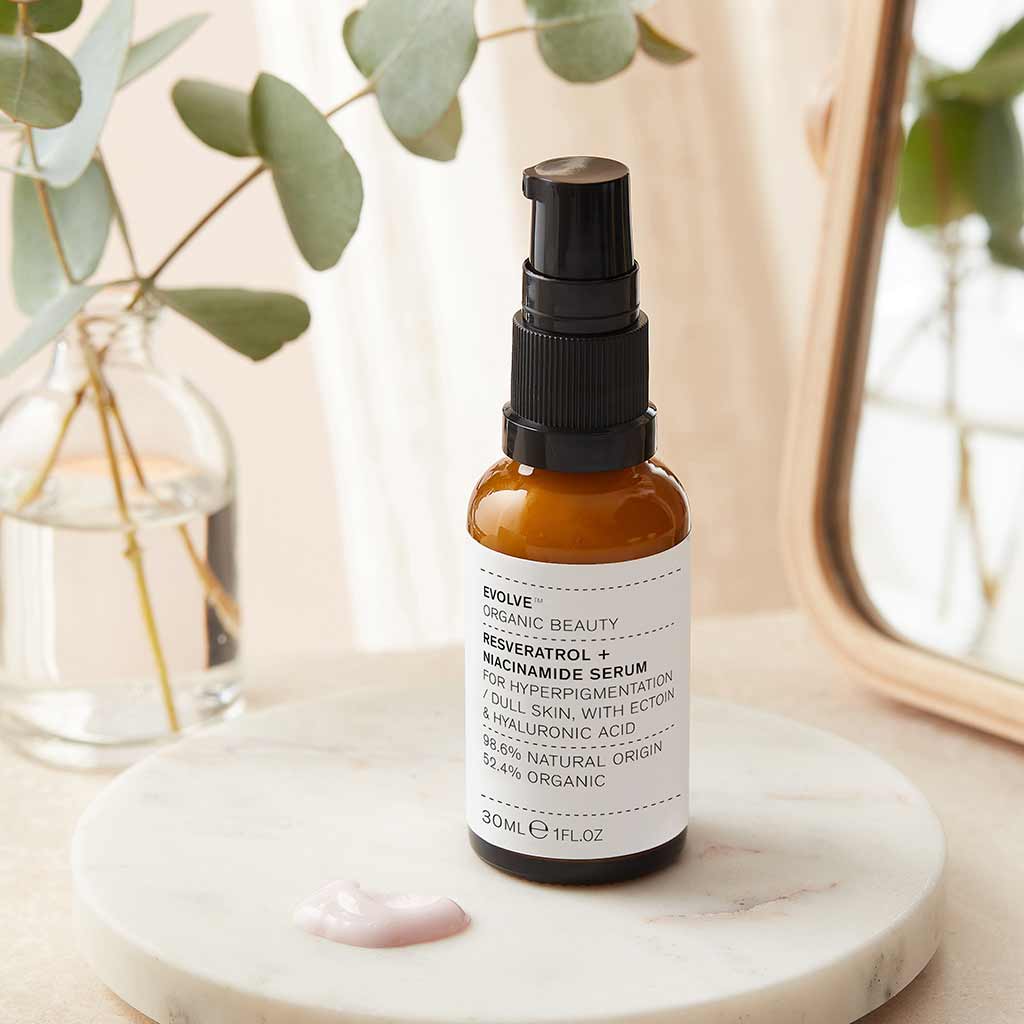 EVOLVE™
ORGANIC BEAUTY
RESVERATROL +
NIACINAMIDE SERUM
FOR HYPERPIGMENTATION
/ DULL SKIN, WITH ECTOIN
& HYALURONIC ACID
98.6% NATURAL ORIGIN
52.4% ORGANIC
30ML ℮ 1FL.OZ